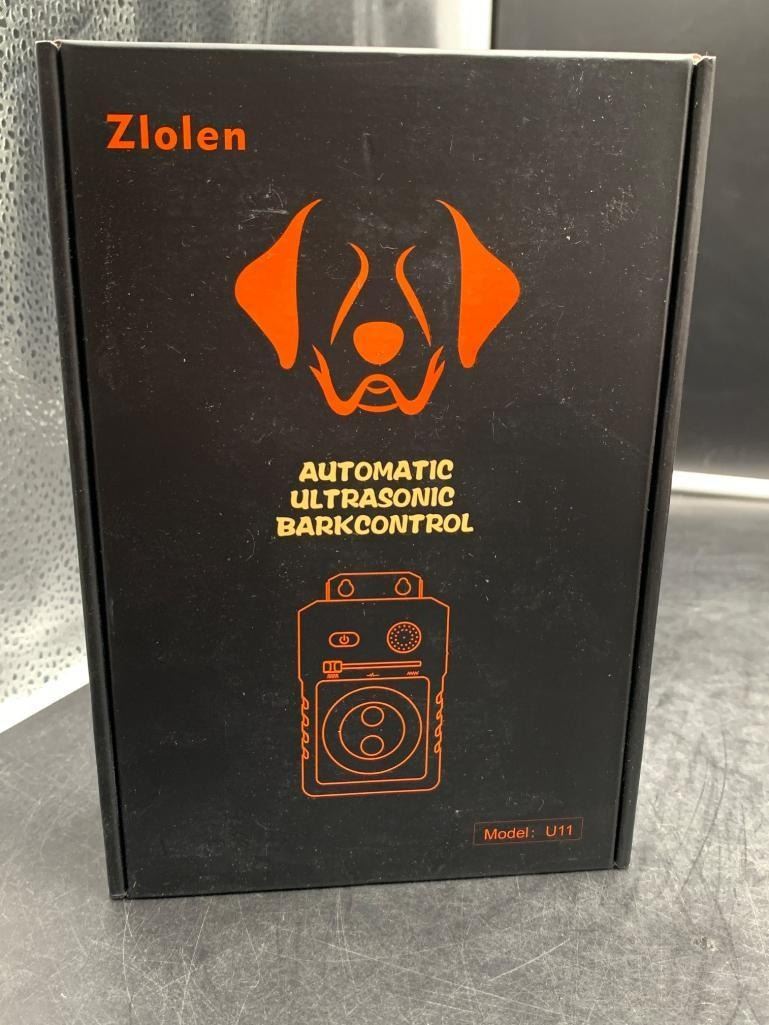 Zlolen
AUTOMATIC
ULTRASONIC
BARKCONTROL
Model: U11